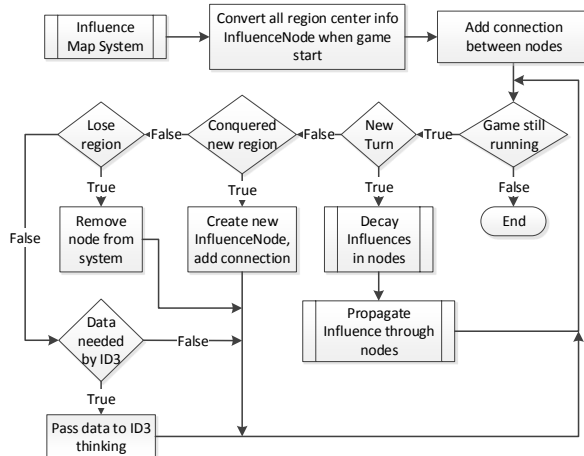 Influence
Map System
Convert all region center info
InfluenceNode when game
start
Add connection
between nodes
Lose
region
False
Conquered
new region
False
New
Turn
True
Game still
running
True
True
True
False
False
Remove
node from
system
Create new
InfluenceNode,
add connection
Decay
Influences
in nodes
End
Data
needed
by ID3
False
Propagate
Influence through
nodes
True
Pass data to ID3
thinking